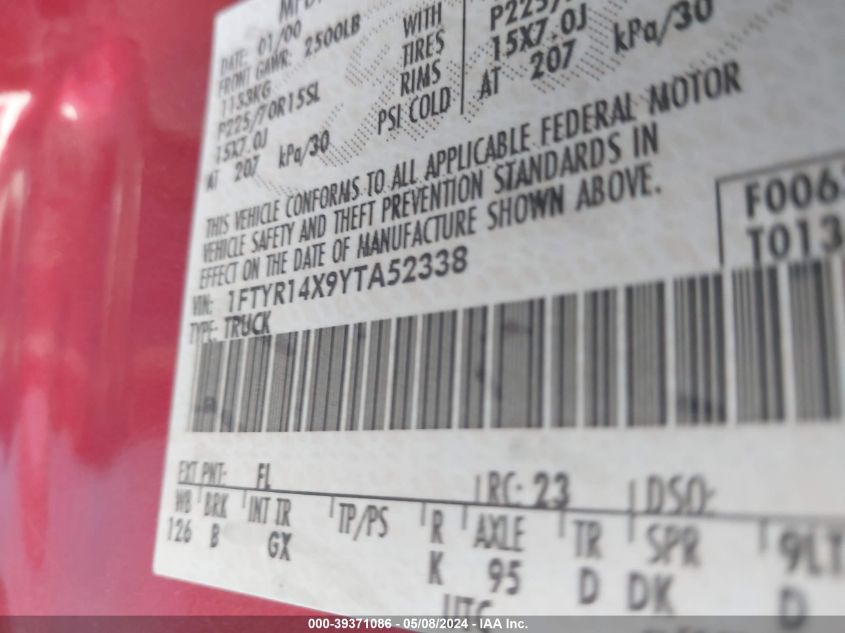 DATE: 01/00
FRONT GAWR: 2500LB
1133KG
P225/70R15SL
15X7.0J
AT 207 kPa/30
WITH
TIRES
RIMS
PSI COLD
15X7.0J
AT 207 kPa/30
THIS VEHICLE CONFORMS TO ALL APPLICABLE FEDERAL MOTOR
VEHICLE SAFETY AND THEFT PREVENTION STANDARDS IN
EFFECT ON THE DATE OF MANUFACTURE SHOWN ABOVE.
VIN: 1FTYR14X9YTA52338
TYPE: TRUCK
T013
EXT PNT: FL RC: 23 DSO:
WB BRK INT TR TP/PS R AXLE TR SPR
126 B GX K 95 D DK D
000-39371086 - 05/08/2024 - IAA Inc.